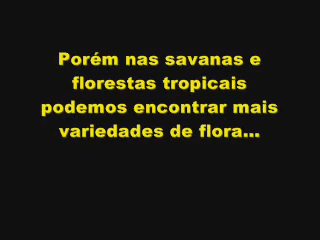 Porém nas savanas e
florestas tropicais
podemos encontrar mais
variedades de flora...